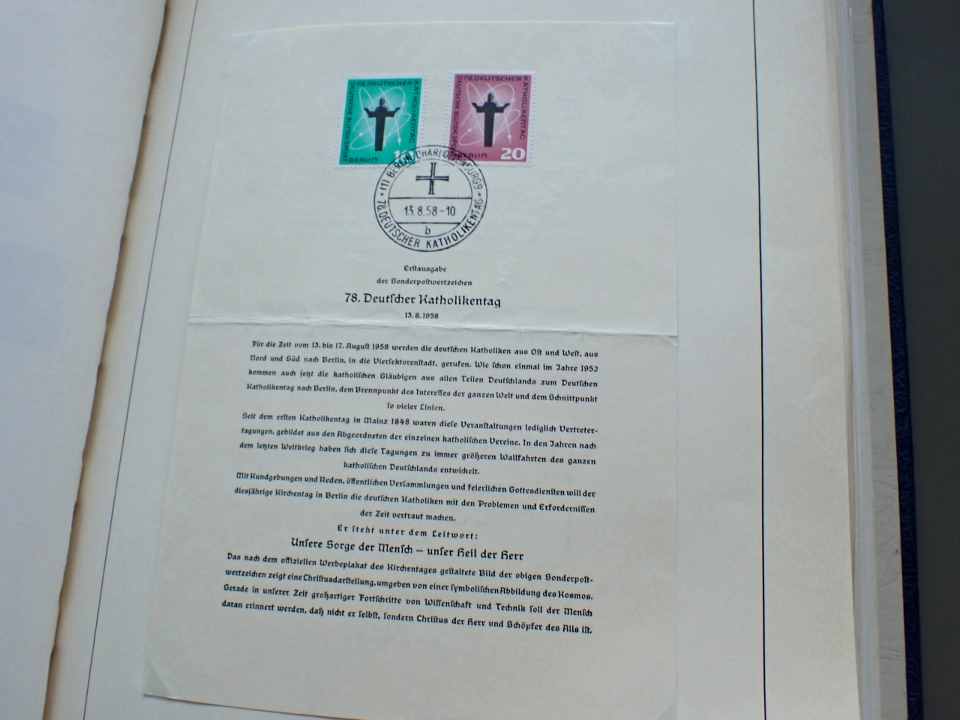 78. DEUTSCHER KATHOLIKENTAG
DEUTSCHE BUNDESPOST
BERLIN
10
78. DEUTSCHER KATHOLIKENTAG
DEUTSCHE BUNDESPOST
BERLIN 20
(1) BERLIN-CHARLOTTENBURG 9
13.8.58-10
b
78. DEUTSCHER KATHOLIKENTAG
Erſtausgabe
der Sonderpoſtwertzeichen
78. Deutſcher Katholikentag
13. 8. 1958
Für die Zeit vom 13. bis 17. Auguſt 1958 werden die deutſchen Katholiken aus Oſt und Weſt, aus
Nord und Süd nach Berlin, in die Vierſektorenſtadt, gerufen. Wie ſchon einmal im Jahre 1952
kommen auch jetzt die katholiſchen Gläubigen aus allen Teilen Deutſchlands zum Deutſchen
Katholikentag nach Berlin, dem Brennpunkt des Intereſſes der ganzen Welt und dem Schnittpunkt
ſo vieler Linien.
Seit dem erſten Katholikentag in Mainz 1848 waren dieſe Veranſtaltungen lediglich Vertreter-
tagungen, gebildet aus den Abgeordneten der einzelnen katholiſchen Vereine. In den Jahren nach
dem letzten Weltkrieg haben ſich dieſe Tagungen zu immer größeren Wallfahrten des ganzen
katholiſchen Deutſchlands entwickelt.
Mit Kundgebungen und Reden, öffentlichen Verſammlungen und feierlichen Gottesdienſten will der
diesjährige Kirchentag in Berlin die deutſchen Katholiken mit den Problemen und Erforderniſſen
der Zeit vertraut machen.
Er ſteht unter dem Leitwort:
Unſere Sorge der Menſch – unſer Heil der Herr
Das nach dem offiziellen Werbeplakat des Kirchentages geſtaltete Bild der obigen Sonderpoſt-
wertzeichen zeigt eine Chriſtusdarſtellung, umgeben von einer ſymboliſchen Abbildung des Kosmos.
Gerade in unſerer Zeit großartiger Fortſchritte von Wiſſenſchaft und Technik ſoll der Menſch
daran erinnert werden, daß nicht er ſelbſt, ſondern Chriſtus der Herr und Schöpfer des Alls iſt.